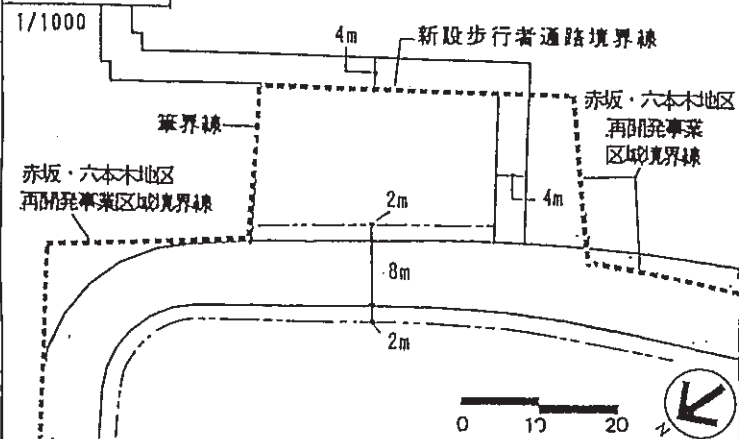 1/1000
4m
新設歩行者通路境界線
筆界線
赤坂・六本木地区
再開発事業
区域境界線
赤坂・六本木地区
再開発事業区域境界線
2m
4m
8m
2m
0 10 20
N